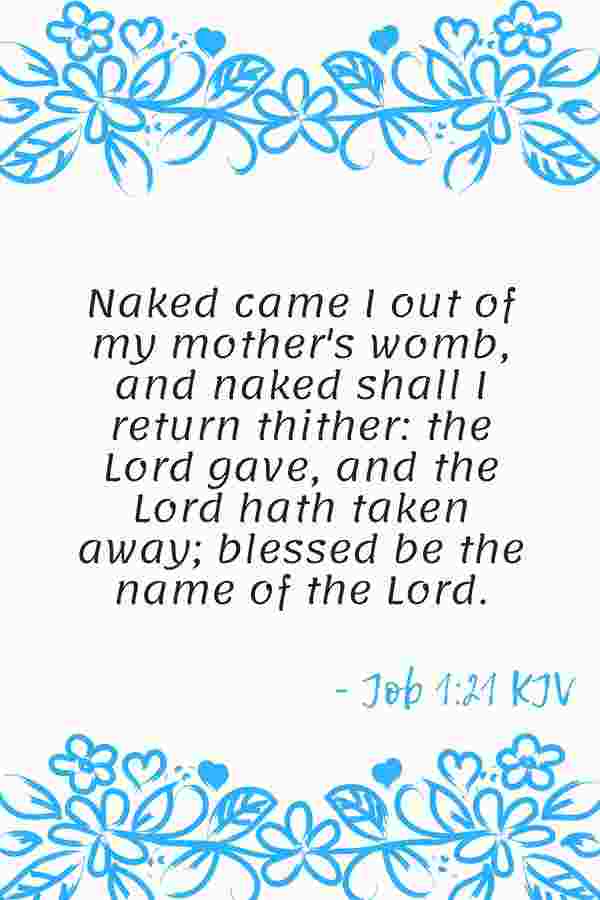 Naked came I out of
my mother's womb,
and naked shall I
return thither: the
Lord gave, and the
Lord hath taken
away; blessed be the
name of the Lord.
- Job 1:21 KJV